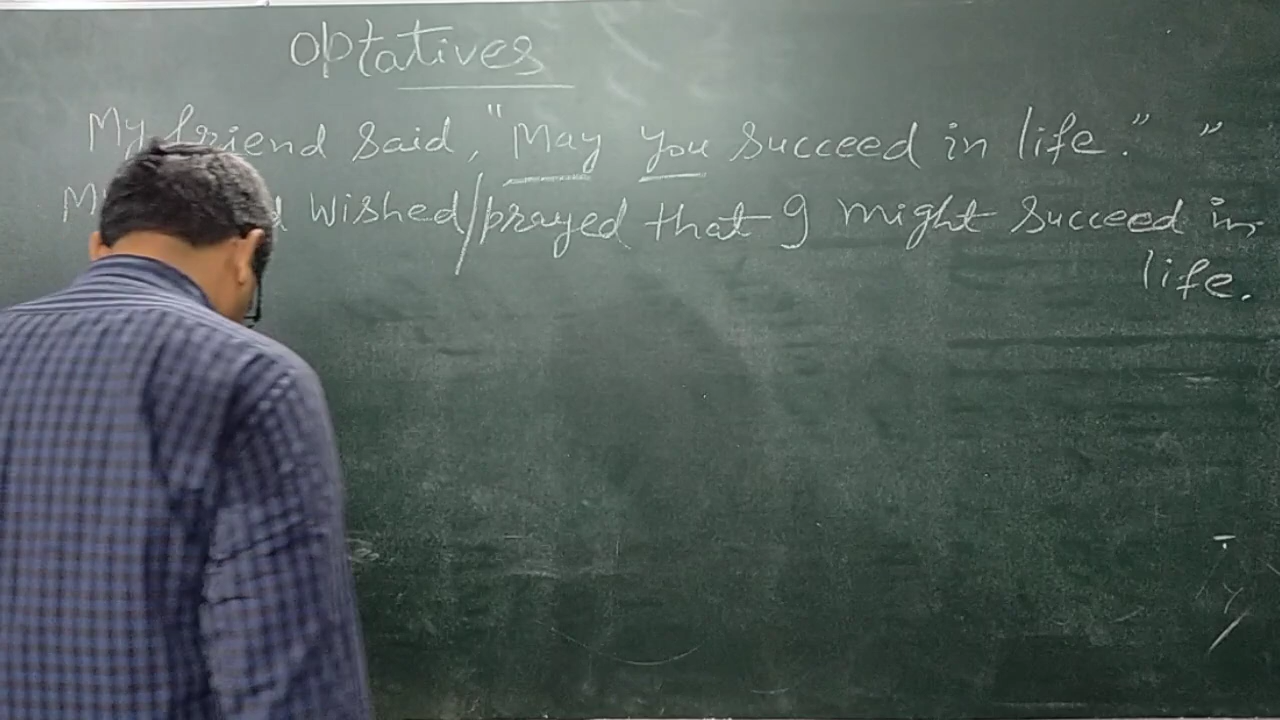 Optatives
My friend said, "May you succeed in life." "
wished/prayed that I might succeed in
life.